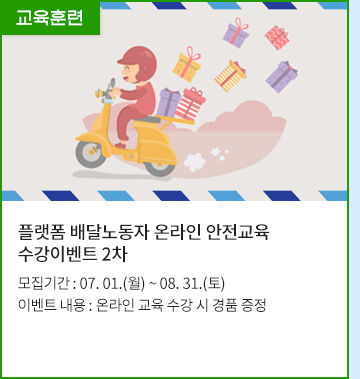 교육훈련
플랫폼 배달노동자 온라인 안전교육
수강이벤트 2차
모집기간 : 07. 01.(월) ~ 08. 31.(토)
이벤트 내용 : 온라인 교육 수강 시 경품 증정